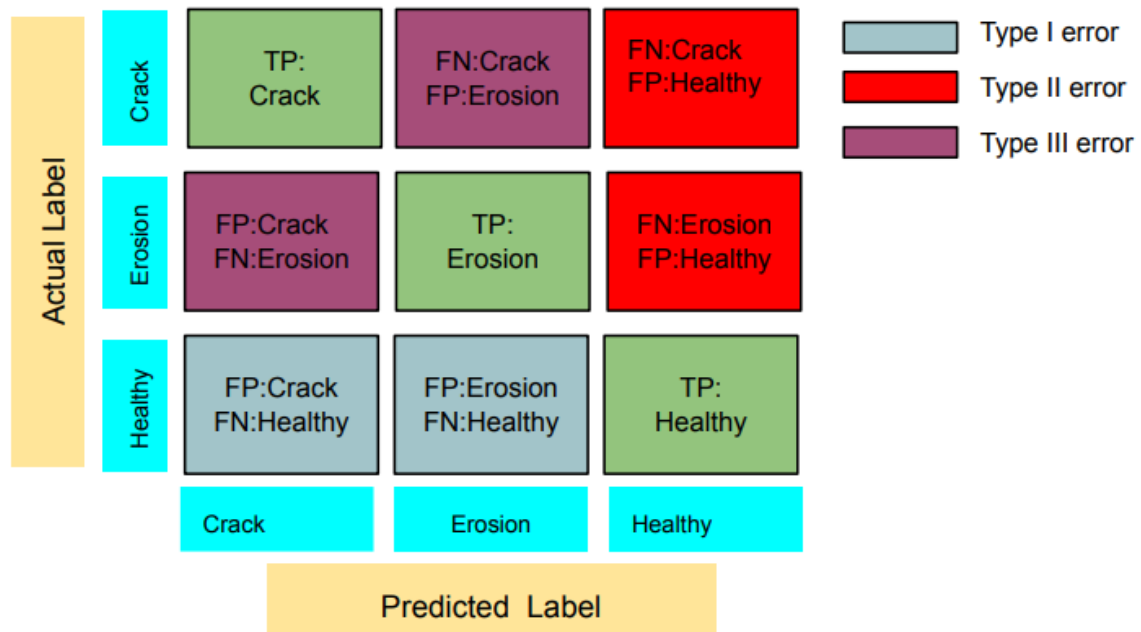 Actual Label
Crack
TP:
Crack
FN:Crack
FP:Erosion
FN:Crack
FP:Healthy
Type I error
Type II error
Type III error
Erosion
FP:Crack
FN:Erosion
TP:
Erosion
FN:Erosion
FP:Healthy
Healthy
FP:Crack
FN:Healthy
FP:Erosion
FN:Healthy
TP:
Healthy
Crack
Erosion
Healthy
Predicted Label